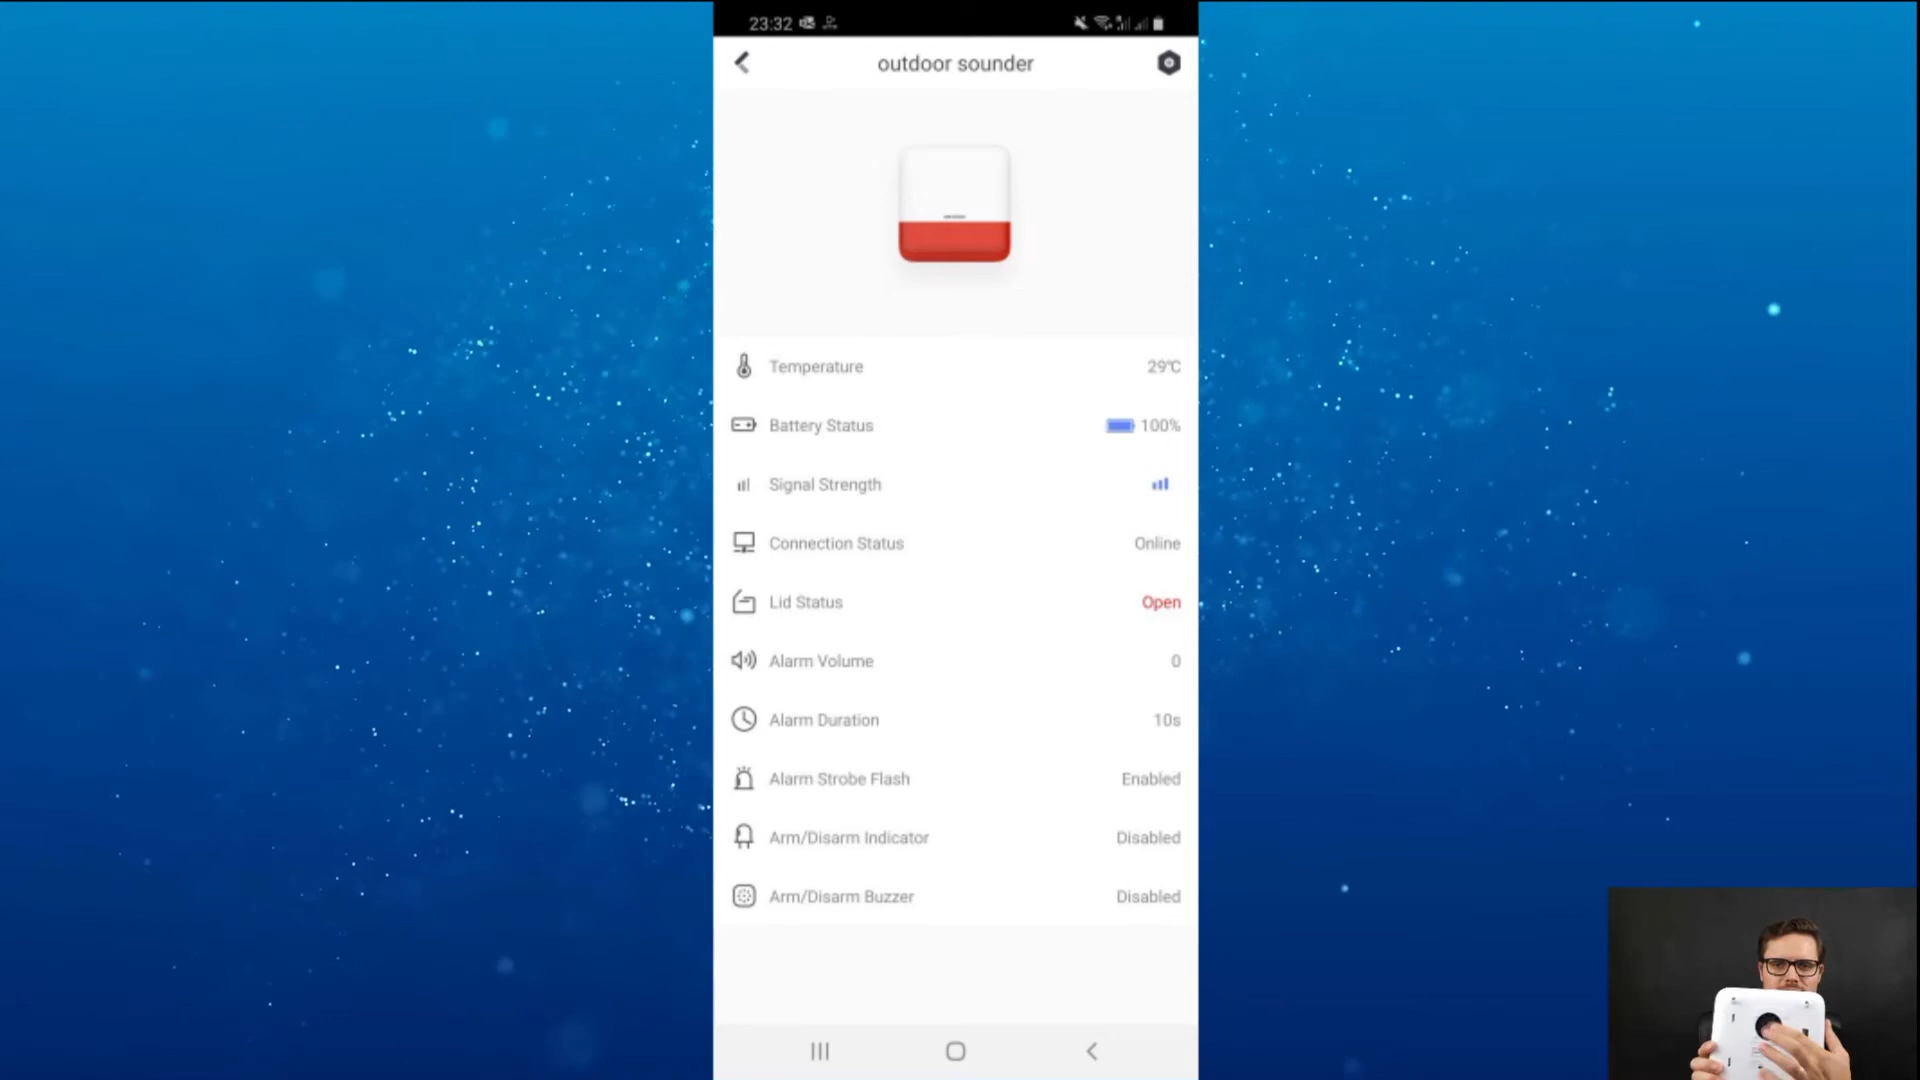 23:32
outdoor sounder
Temperature 29℃
Battery Status 100%
Signal Strength
Connection Status Online
Lid Status Open
Alarm Volume 0
Alarm Duration 10s
Alarm Strobe Flash Enabled
Arm/Disarm Indicator Disabled
Arm/Disarm Buzzer Disabled